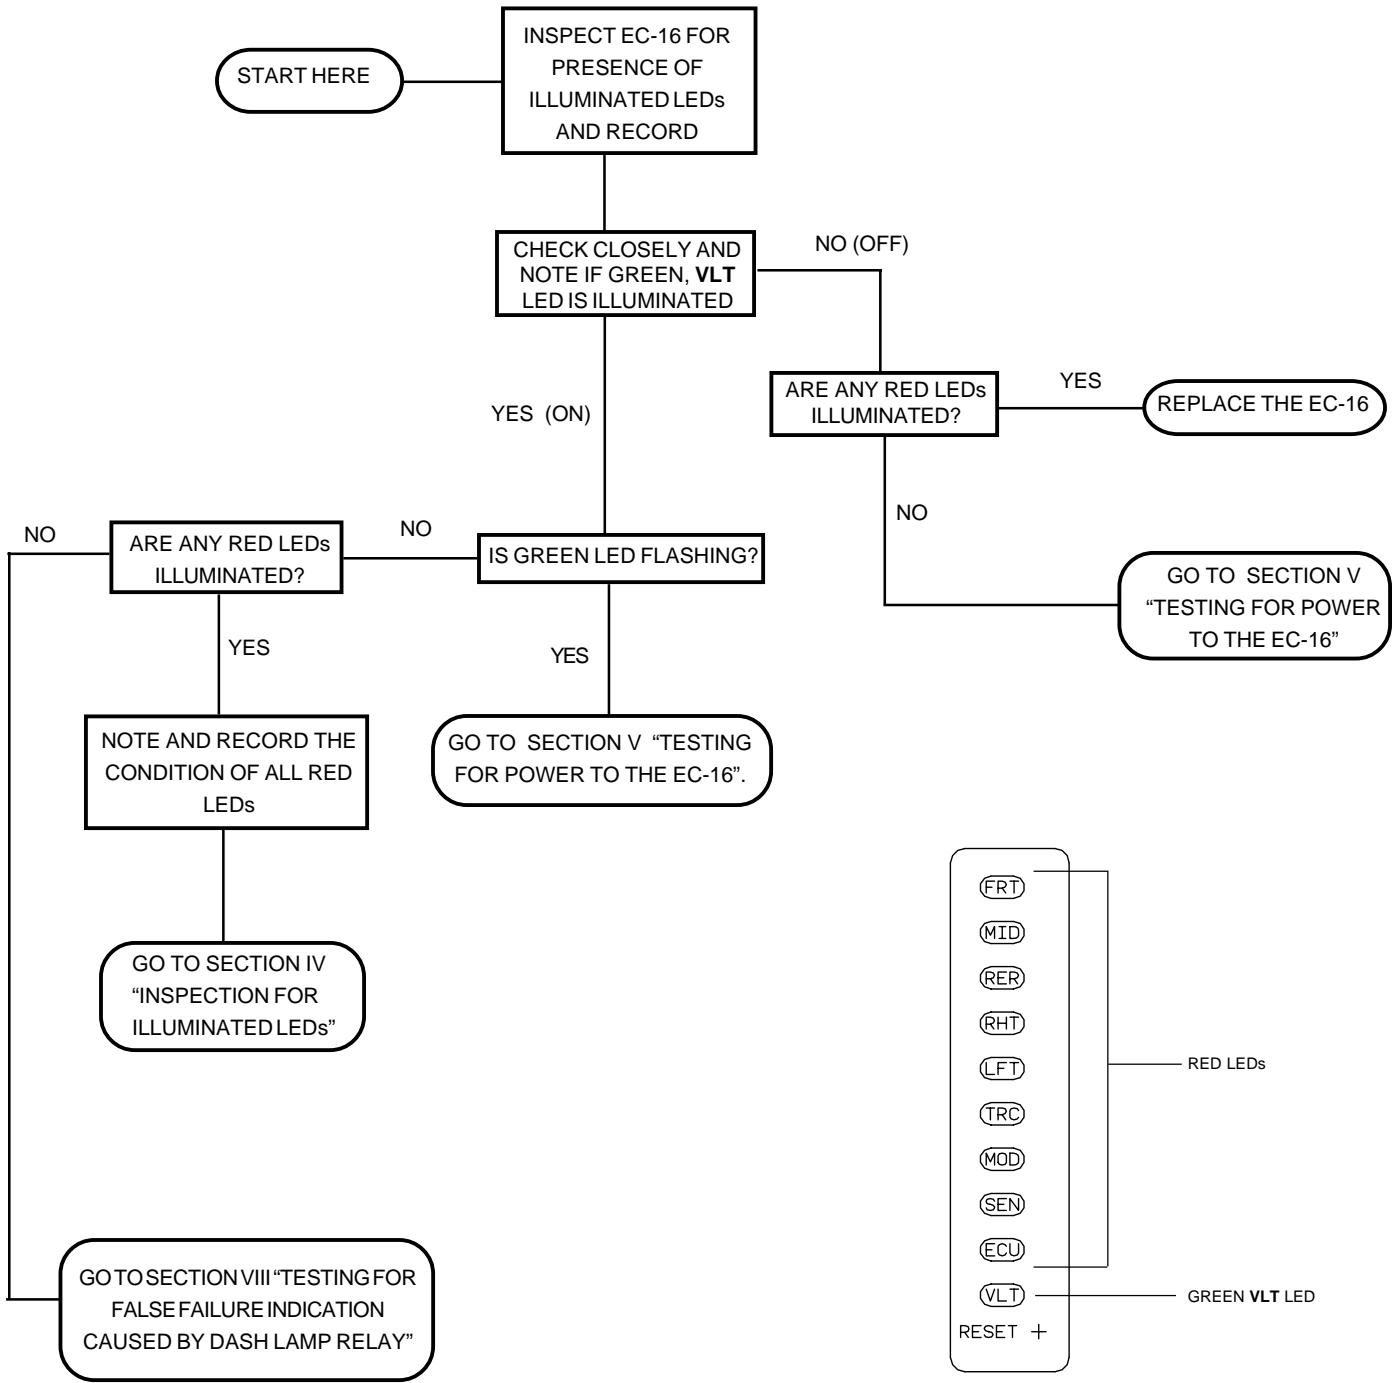 START HERE
INSPECT EC-16 FOR
PRESENCE OF
ILLUMINATED LEDs
AND RECORD
CHECK CLOSELY AND
NOTE IF GREEN, VLT
LED IS ILLUMINATED
NO (OFF)
YES (ON)
ARE ANY RED LEDs
ILLUMINATED?
YES
REPLACE THE EC-16
NO
GO TO SECTION V
“TESTING FOR POWER
TO THE EC-16”
IS GREEN LED FLASHING?
NO
ARE ANY RED LEDs
ILLUMINATED?
NO
YES
YES
NOTE AND RECORD THE
CONDITION OF ALL RED
LEDs
GO TO SECTION V “TESTING
FOR POWER TO THE EC-16”.
GO TO SECTION IV
“INSPECTION FOR
ILLUMINATED LEDs”
GO TO SECTION VIII “TESTING FOR
FALSE FAILURE INDICATION
CAUSED BY DASH LAMP RELAY”
FRT
MID
RER
RHT
LFT
TRC
MOD
SEN
ECU
VLT
RESET +
RED LEDs
GREEN VLT LED